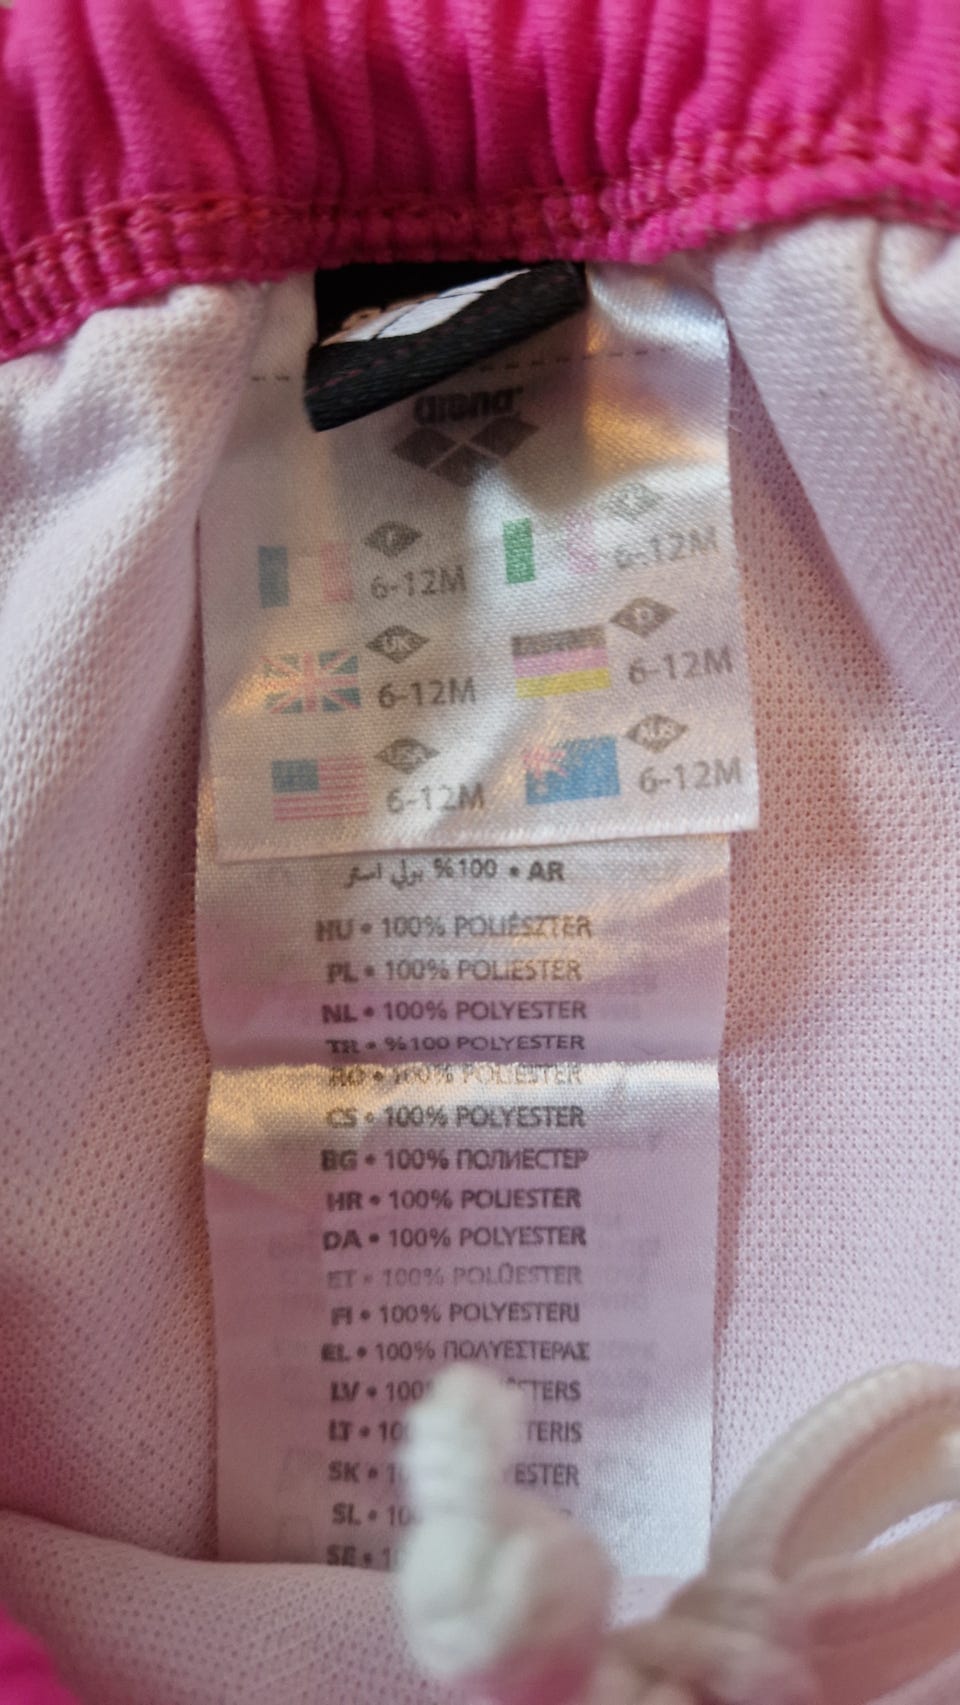 arena
F
6-12M
6-12M
UK
6-12M
D
6-12M
USA
6-12M
AUS
6-12M
%100 بولي استر • AR
HU • 100% POLIÉSZTER
PL • 100% POLIESTER
NL • 100% POLYESTER
TR • %100 POLYESTER
RO • 100% POLIESTER
CS • 100% POLYESTER
BG • 100% ПОЛИЕСТЕР
HR • 100% POLIESTER
DA • 100% POLYESTER
ET • 100% POLÜESTER
FI • 100% POLYESTERI
EL • 100% ΠΟΛΥΕΣΤΕΡΑΣ
LV •
LT •
SK •
SL •
SE •